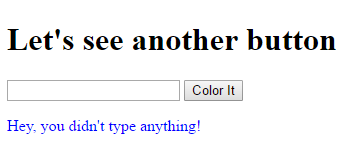 Let's see another button
Color It
Hey, you didn't type anything!